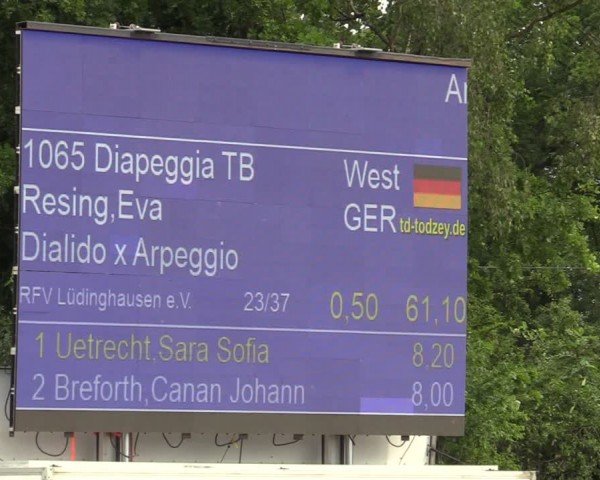 1065 Diapeggia TB
West
Resing,Eva
GER
td-todzey.de
Dialido x Arpeggio
RFV Lüdinghausen e.V. 23/37 0,50 61,10
1 Uetrecht,Sara Sofia 8,20
2 Breforth,Canan Johann 8,00